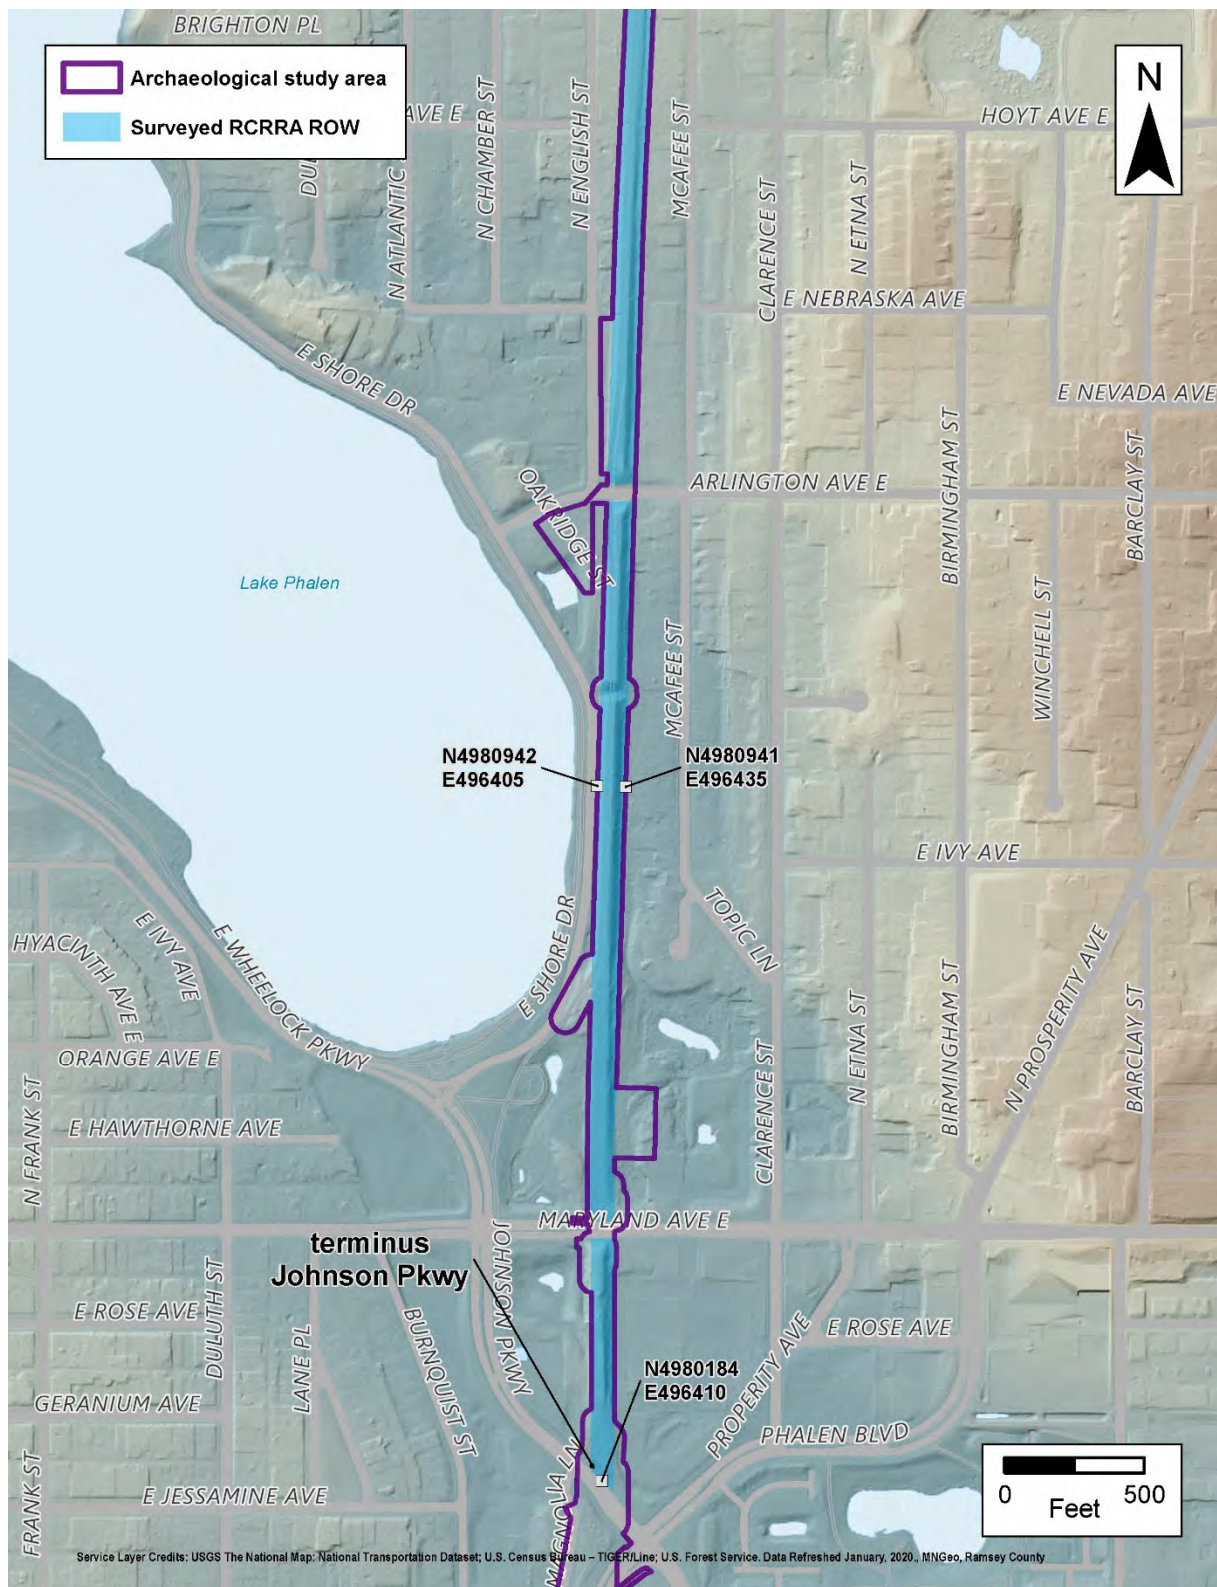 BRIGHTON PL
Archaeological study area
Surveyed RCRRA ROW
N
AVE E
HOYT AVE E
N ATLANTIC
N CHAMBER ST
N ENGLISH ST
MCAFEE ST
CLARENCE ST
N ETNA ST
E NEBRASKA AVE
E SHORE DR
E NEVADA AVE
OAKRIDGE ST
ARLINGTON AVE E
BIRMINGHAM ST
BARCLAY ST
Lake Phalen
WINCHELL ST
MCAFEE ST
N4980942
E496405
N4980941
E496435
E IVY AVE
TOPIC LN
E SHORE DR
HYACINTH AVE E
E IVY AVE
E WHEELOCK PKWY
N PROSPERITY AVE
ORANGE AVE E
N FRANK ST
E HAWTHORNE AVE
CLARENCE ST
N ETNA ST
BIRMINGHAM ST
BARCLAY ST
MARYLAND AVE E
terminus
Johnson Pkwy
JOHNSON PKWY
E ROSE AVE
DULUTH ST
LANE PL
BURNQUIST ST
E ROSE AVE
N4980184
E496410
PROPERITY AVE
GERANIUM AVE
PHALEN BLVD
FRANK ST
E JESSAMINE AVE
MAGNOLIA LN
0 500
Feet
Service Layer Credits: USGS The National Map: National Transportation Dataset; U.S. Census Bureau – TIGER/Line; U.S. Forest Service. Data Refreshed January, 2020., MNGeo, Ramsey County